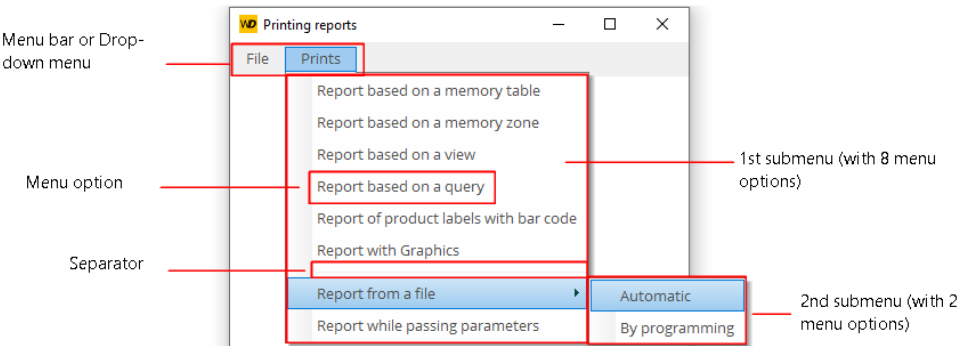 WD Printing reports
Menu bar or Drop-
down menu
File Prints
Report based on a memory table
Report based on a memory zone
Report based on a view
1st submenu (with 8 menu
options)
Menu option
Report based on a query
Report of product labels with bar code
Report with Graphics
Separator
Report from a file
Automatic
2nd submenu (with 2
menu options)
Report while passing parameters
By programming